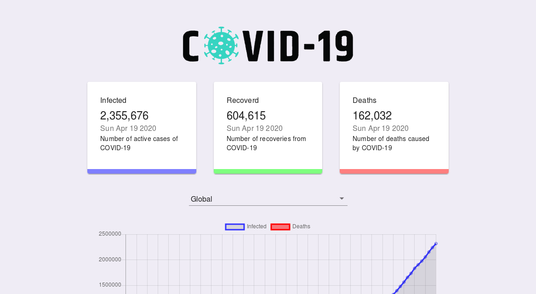 COVID-19
Infected
2,355,676
Sun Apr 19 2020
Number of active cases of
COVID-19
Recoverd
604,615
Sun Apr 19 2020
Number of recoveries from
COVID-19
Deaths
162,032
Sun Apr 19 2020
Number of deaths caused
by COVID-19
Global
Infected Deaths
2500000
2000000
1500000